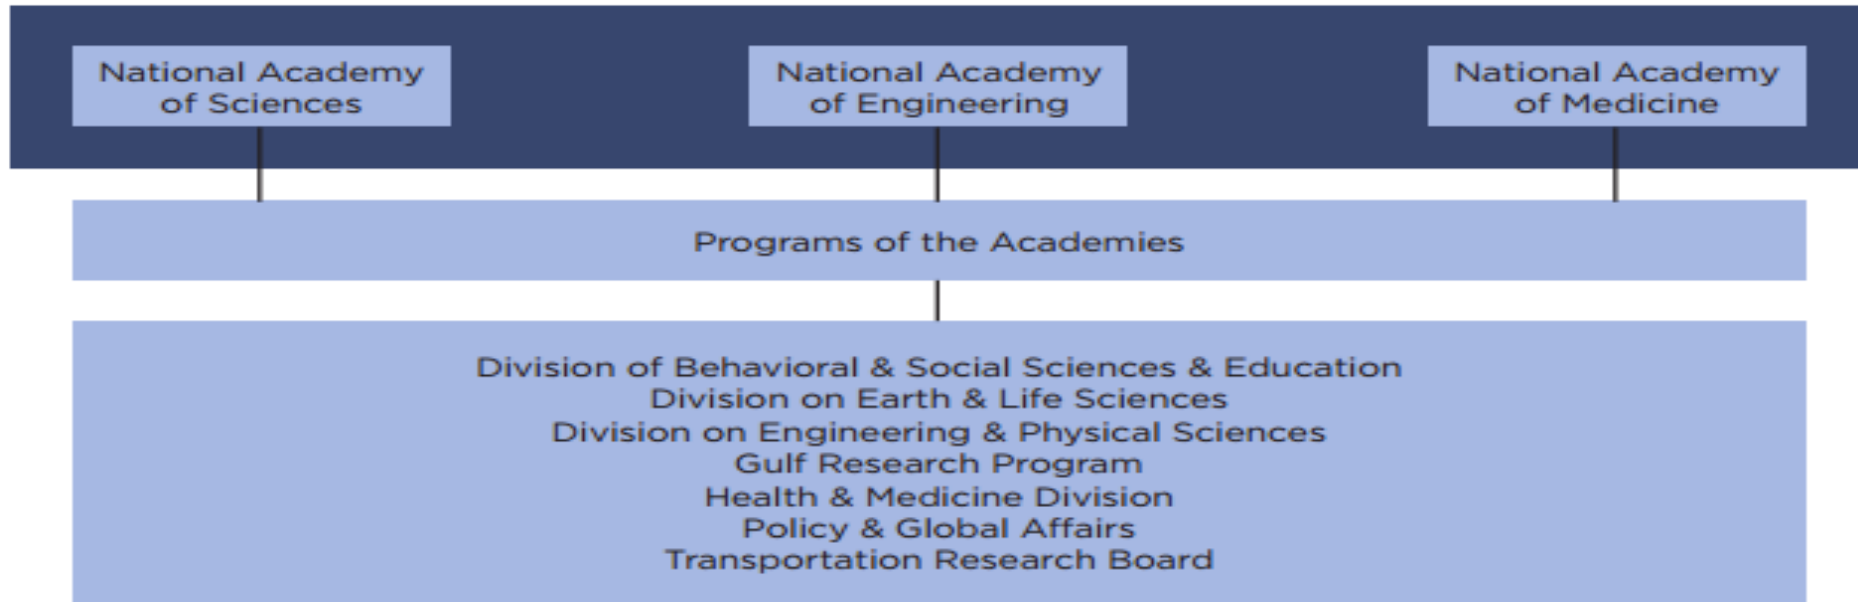 National Academy
of Sciences
National Academy
of Engineering
National Academy
of Medicine
Programs of the Academies
Division of Behavioral & Social Sciences & Education
Division on Earth & Life Sciences
Division on Engineering & Physical Sciences
Gulf Research Program
Health & Medicine Division
Policy & Global Affairs
Transportation Research Board